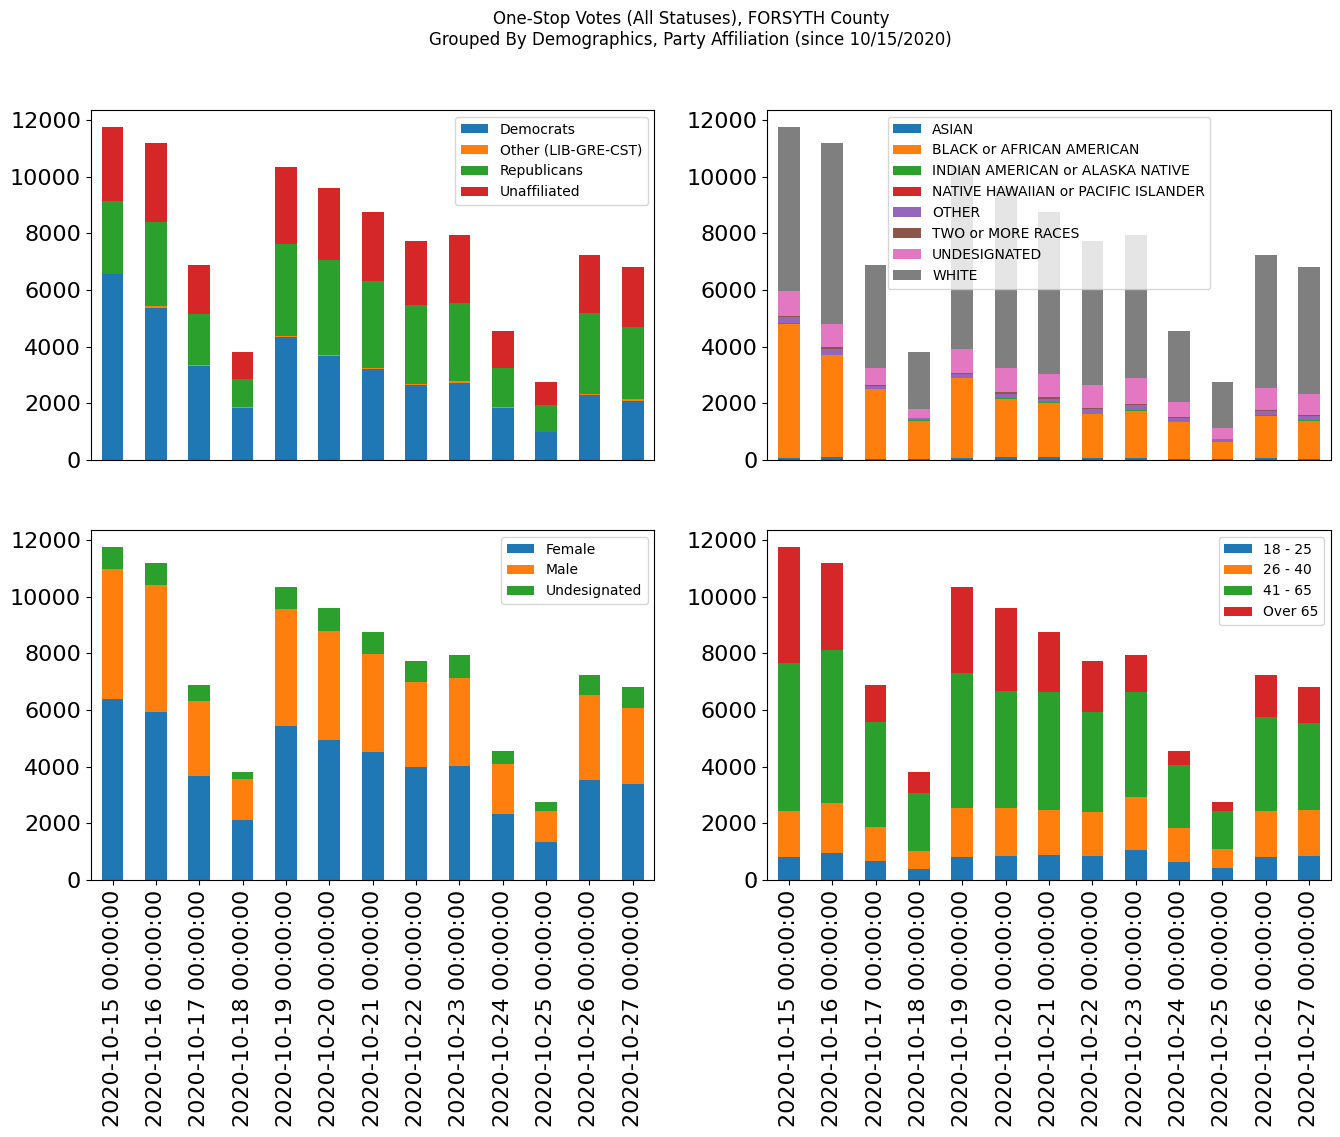 One-Stop Votes (All Statuses), FORSYTH County
Grouped By Demographics, Party Affiliation (since 10/15/2020)
12000
10000
8000
6000
4000
2000
0
Democrats
Other (LIB-GRE-CST)
Republicans
Unaffiliated
12000
10000
8000
6000
4000
2000
0
ASIAN
BLACK or AFRICAN AMERICAN
INDIAN AMERICAN or ALASKA NATIVE
NATIVE HAWAIIAN or PACIFIC ISLANDER
OTHER
TWO or MORE RACES
UNDESIGNATED
WHITE
12000
10000
8000
6000
4000
2000
0
Female
Male
Undesignated
2020-10-15 00:00:00
2020-10-16 00:00:00
2020-10-17 00:00:00
2020-10-18 00:00:00
2020-10-19 00:00:00
2020-10-20 00:00:00
2020-10-21 00:00:00
2020-10-22 00:00:00
2020-10-23 00:00:00
2020-10-24 00:00:00
2020-10-25 00:00:00
2020-10-26 00:00:00
2020-10-27 00:00:00
12000
10000
8000
6000
4000
2000
0
18 - 25
26 - 40
41 - 65
Over 65
2020-10-15 00:00:00
2020-10-16 00:00:00
2020-10-17 00:00:00
2020-10-18 00:00:00
2020-10-19 00:00:00
2020-10-20 00:00:00
2020-10-21 00:00:00
2020-10-22 00:00:00
2020-10-23 00:00:00
2020-10-24 00:00:00
2020-10-25 00:00:00
2020-10-26 00:00:00
2020-10-27 00:00:00